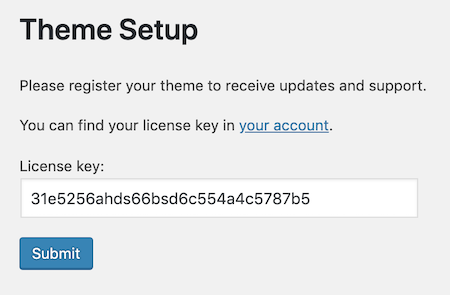 Theme Setup
Please register your theme to receive updates and support.
You can find your license key in your account.
License key:
31e5256ahds66bsd6c554a4c5787b5
Submit